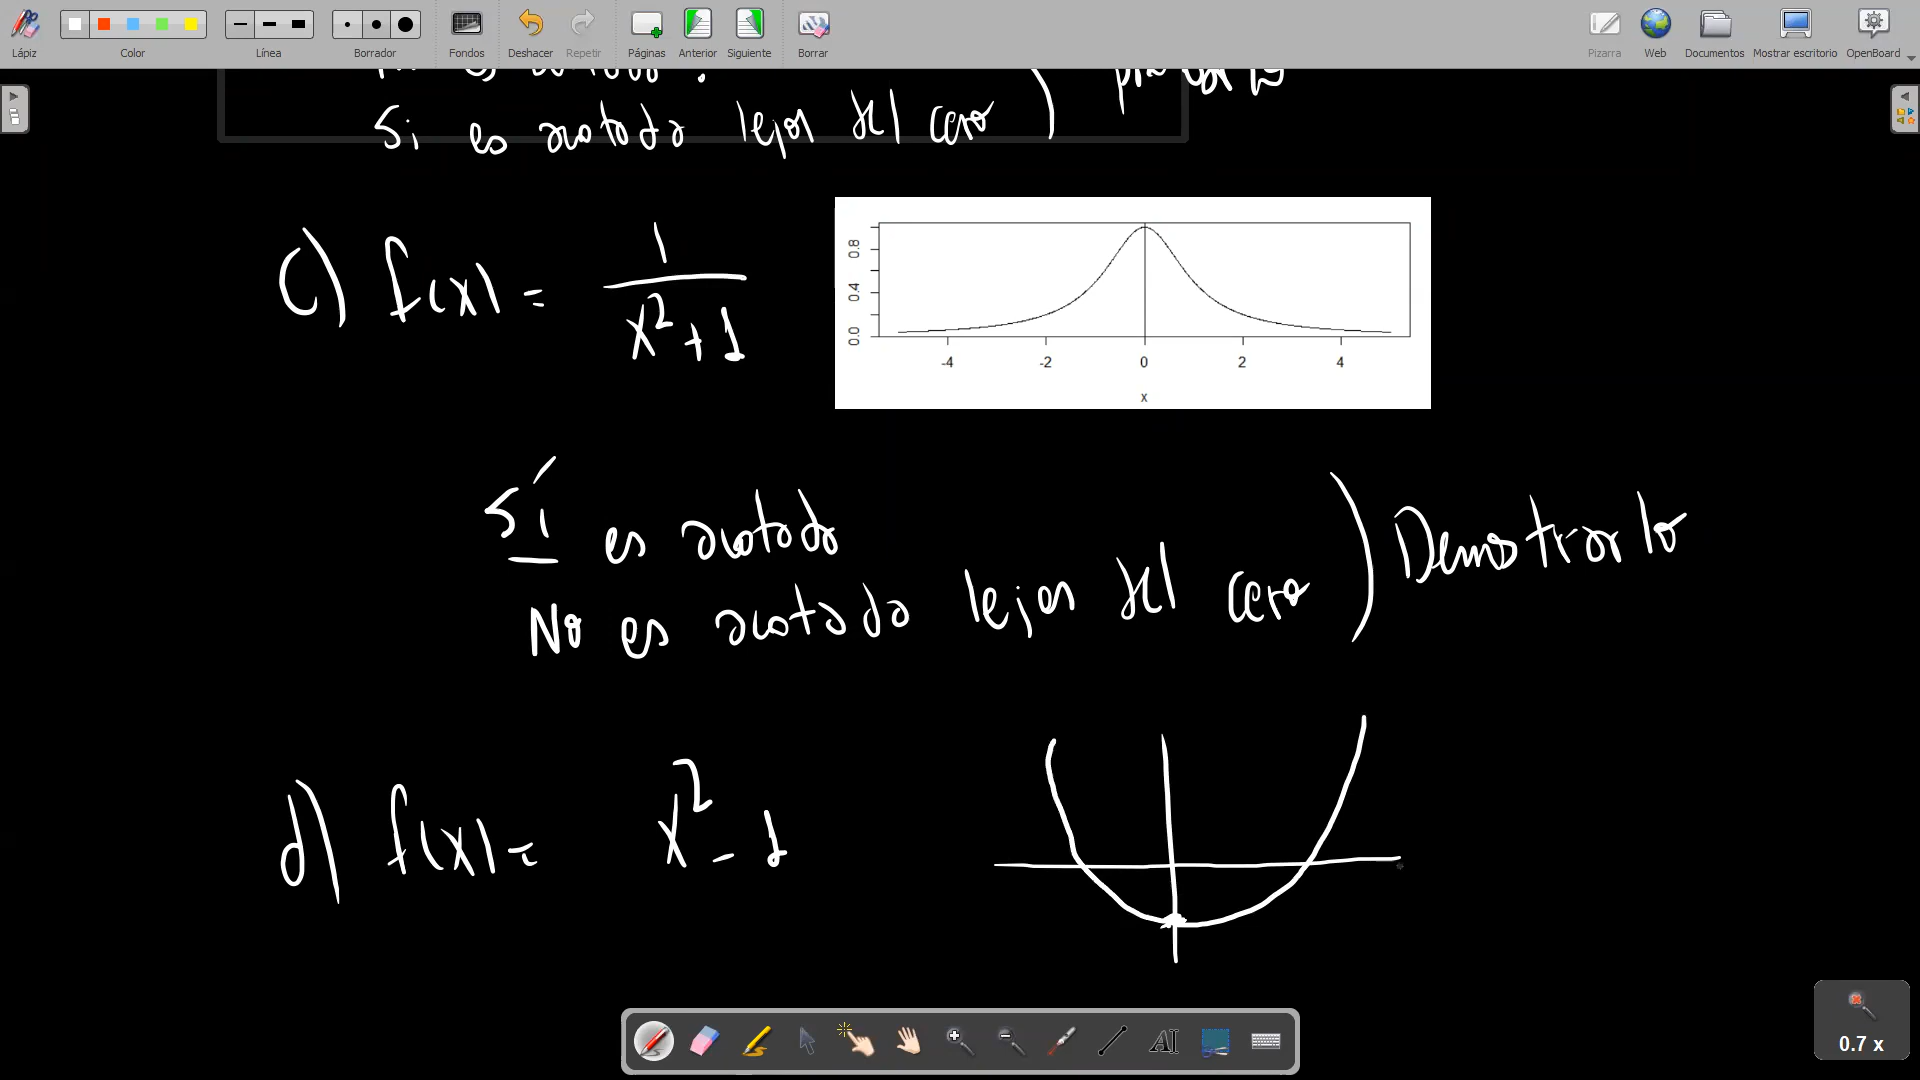 Lápiz Color Línea Borrador Fondos Deshacer Repetir Páginas Anterior Siguiente Borrar Pizarra Web Documentos Mostrar escritorio OpenBoard
Si es acotado lejos del cero )
c) f(x) = 1 / x² + 1
0.0 0.4 0.8
-4 -2 0 2 4
x
Sí es acotado
No es acotado lejos del cero ) Demostrarlo
d) f(x) = x² - 1
AI
0.7 x